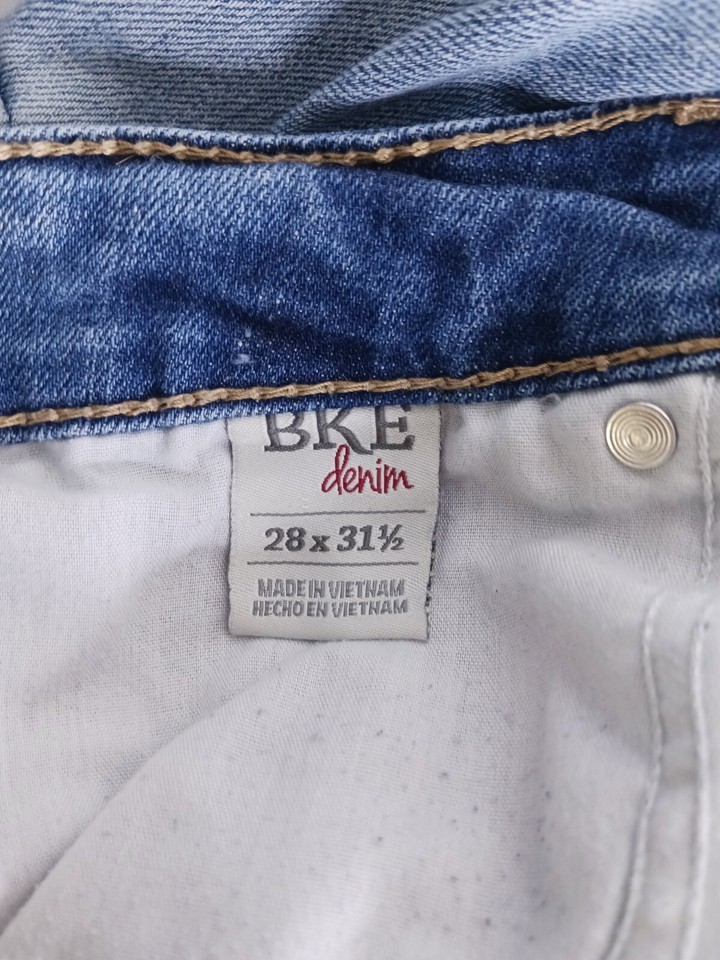 BKE
denim
28 x 31½
MADE IN VIETNAM
HECHO EN VIETNAM